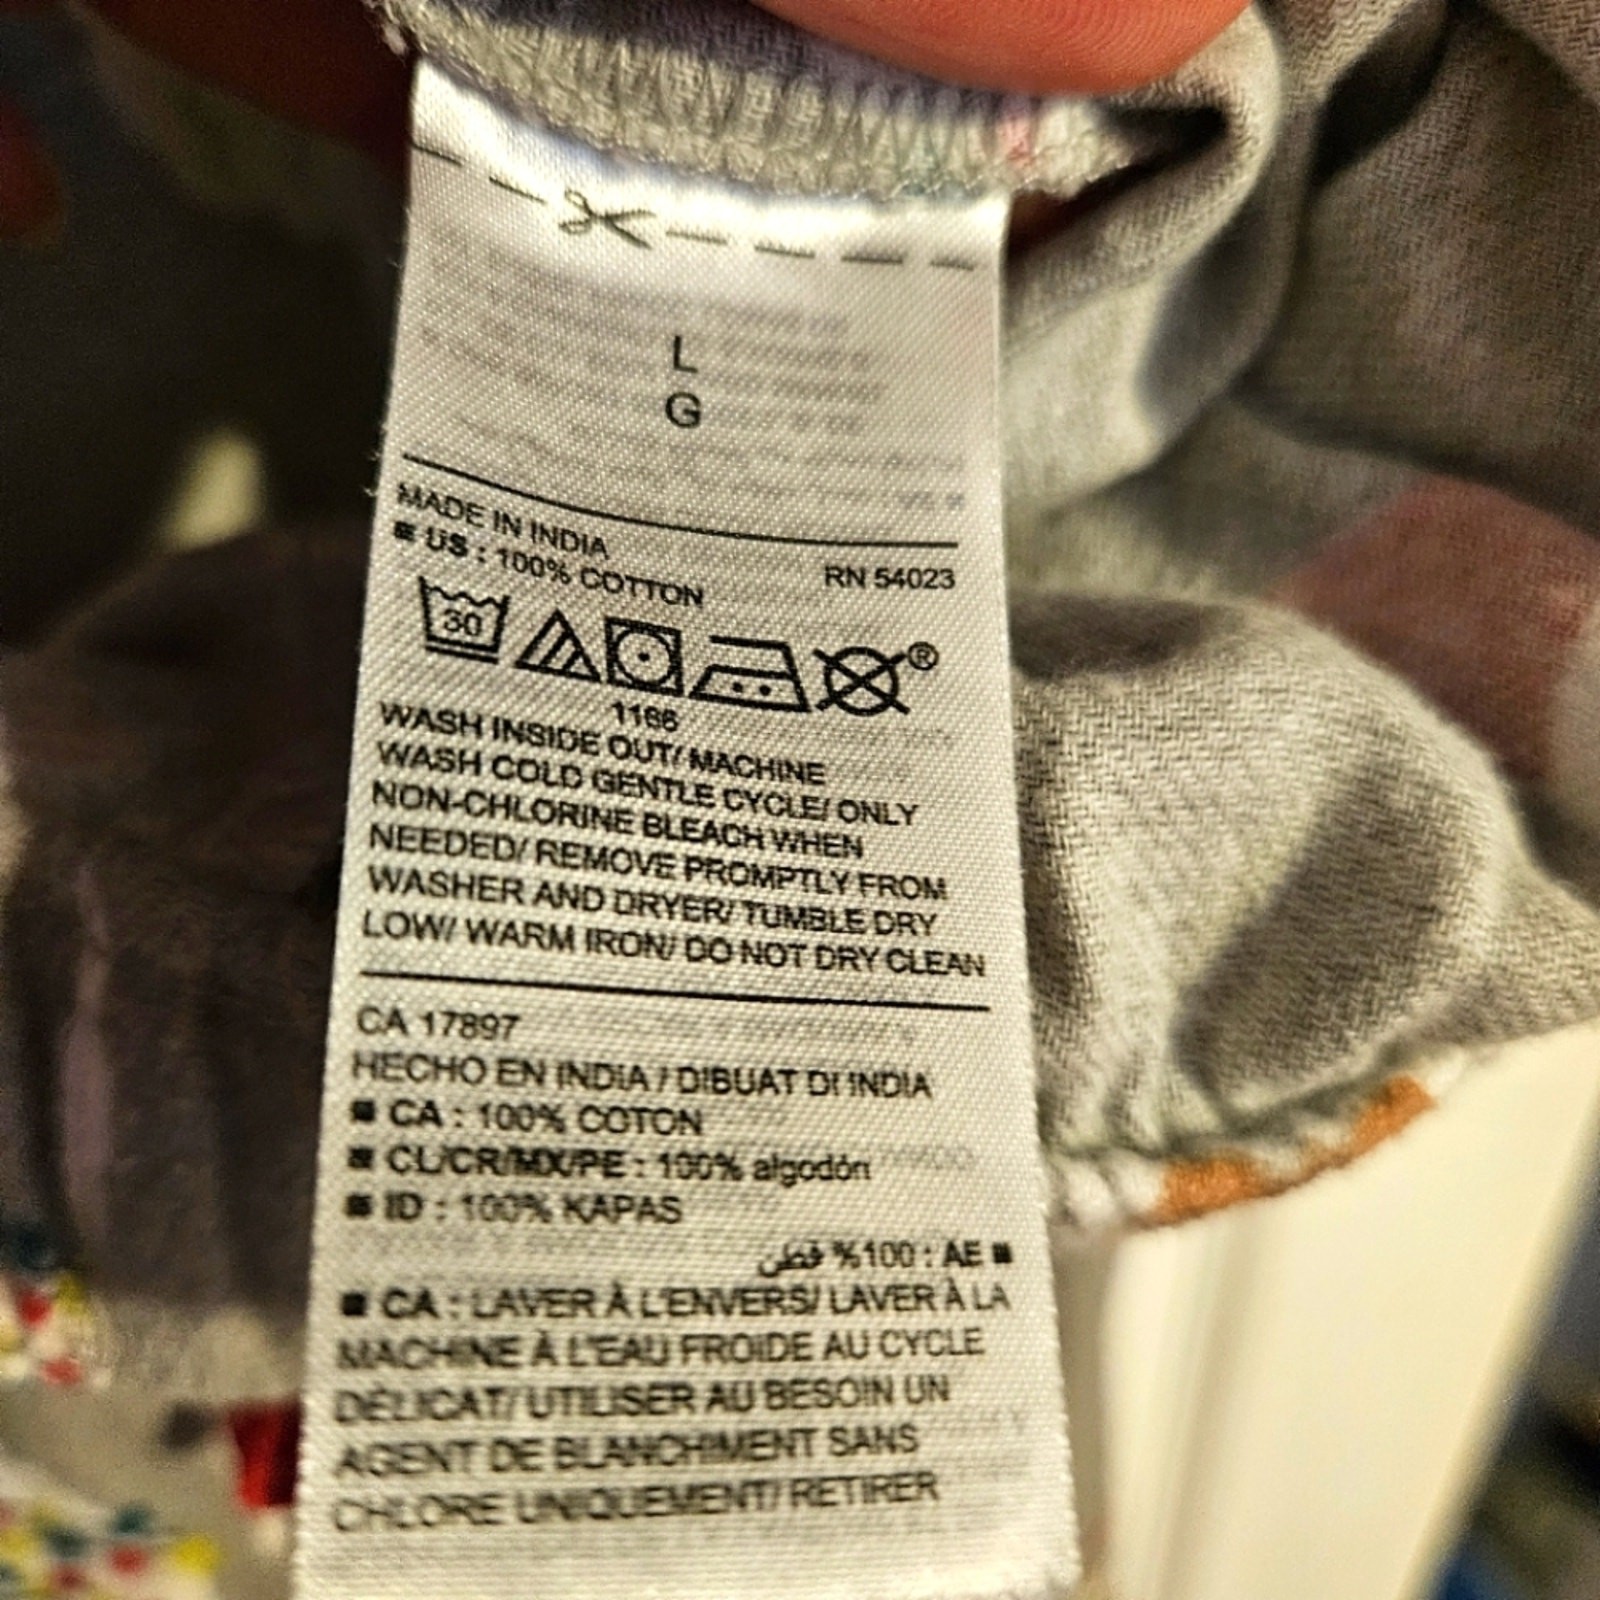 L
G
MADE IN INDIA
■ US : 100% COTTON
RN 54023
30
®
1166
WASH INSIDE OUT/ MACHINE
WASH COLD GENTLE CYCLE/ ONLY
NON-CHLORINE BLEACH WHEN
NEEDED/ REMOVE PROMPTLY FROM
WASHER AND DRYER/ TUMBLE DRY
LOW/ WARM IRON/ DO NOT DRY CLEAN
CA 17897
HECHO EN INDIA / DIBUAT DI INDIA
■ CA : 100% COTON
■ CL/CR/MX/PE : 100% algodón
■ ID : 100% KAPAS
■ AE : 100% قطن
■ CA : LAVER À L'ENVERS/ LAVER À LA
MACHINE À L'EAU FROIDE AU CYCLE
DÉLICAT/ UTILISER AU BESOIN UN
AGENT DE BLANCHIMENT SANS
CHLORE UNIQUEMENT/ RETIRER